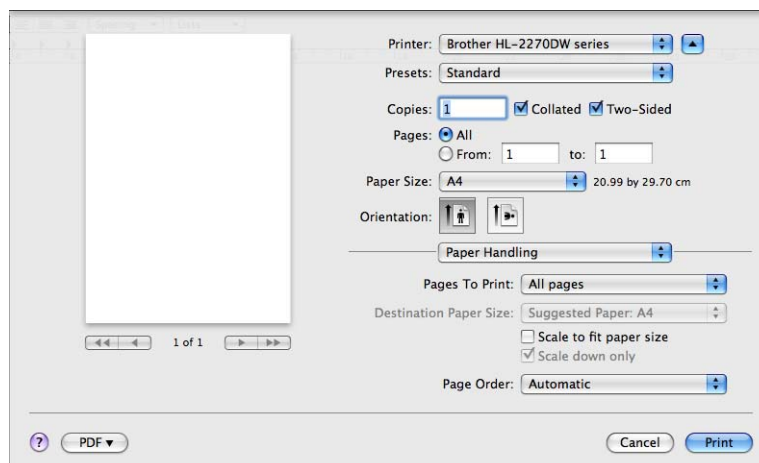 Spacing Lists
Printer: Brother HL-2270DW series
Presets: Standard
Copies: 1 Collated Two-Sided
Pages: All
From: 1 to: 1
Paper Size: A4 20.99 by 29.70 cm
Orientation:
Paper Handling
Pages To Print: All pages
Destination Paper Size: Suggested Paper: A4
Scale to fit paper size
Scale down only
1 of 1
Page Order: Automatic
? PDF ▼ Cancel Print